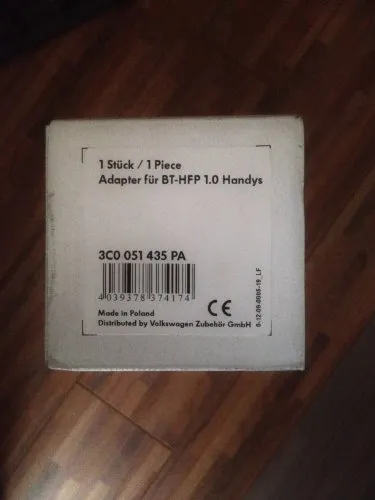 1 Stück / 1 Piece
Adapter für BT-HFP 1.0 Handys
3C0 051 435 PA
4 039378 374174
CE
Made in Poland
Distributed by Volkswagen Zubehör GmbH